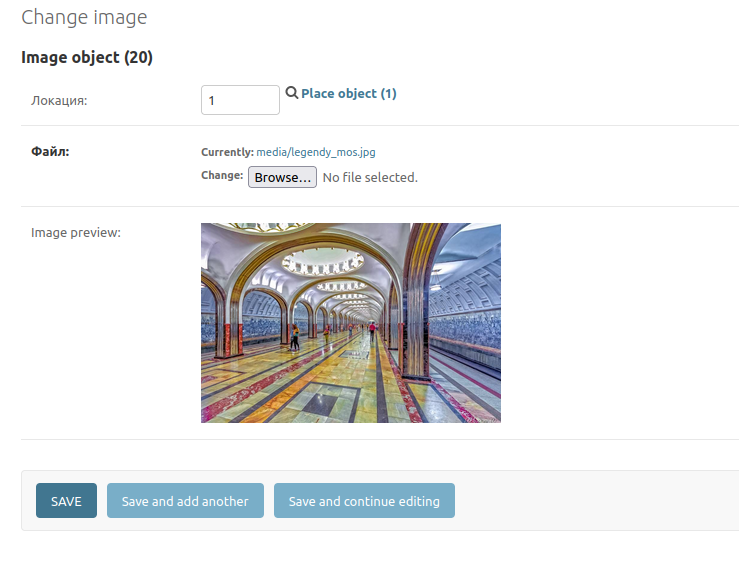 Change image
Image object (20)
Локация:
1
Place object (1)
Файл:
Currently: media/legendy_mos.jpg
Change: Browse... No file selected.
Image preview:
SAVE
Save and add another
Save and continue editing